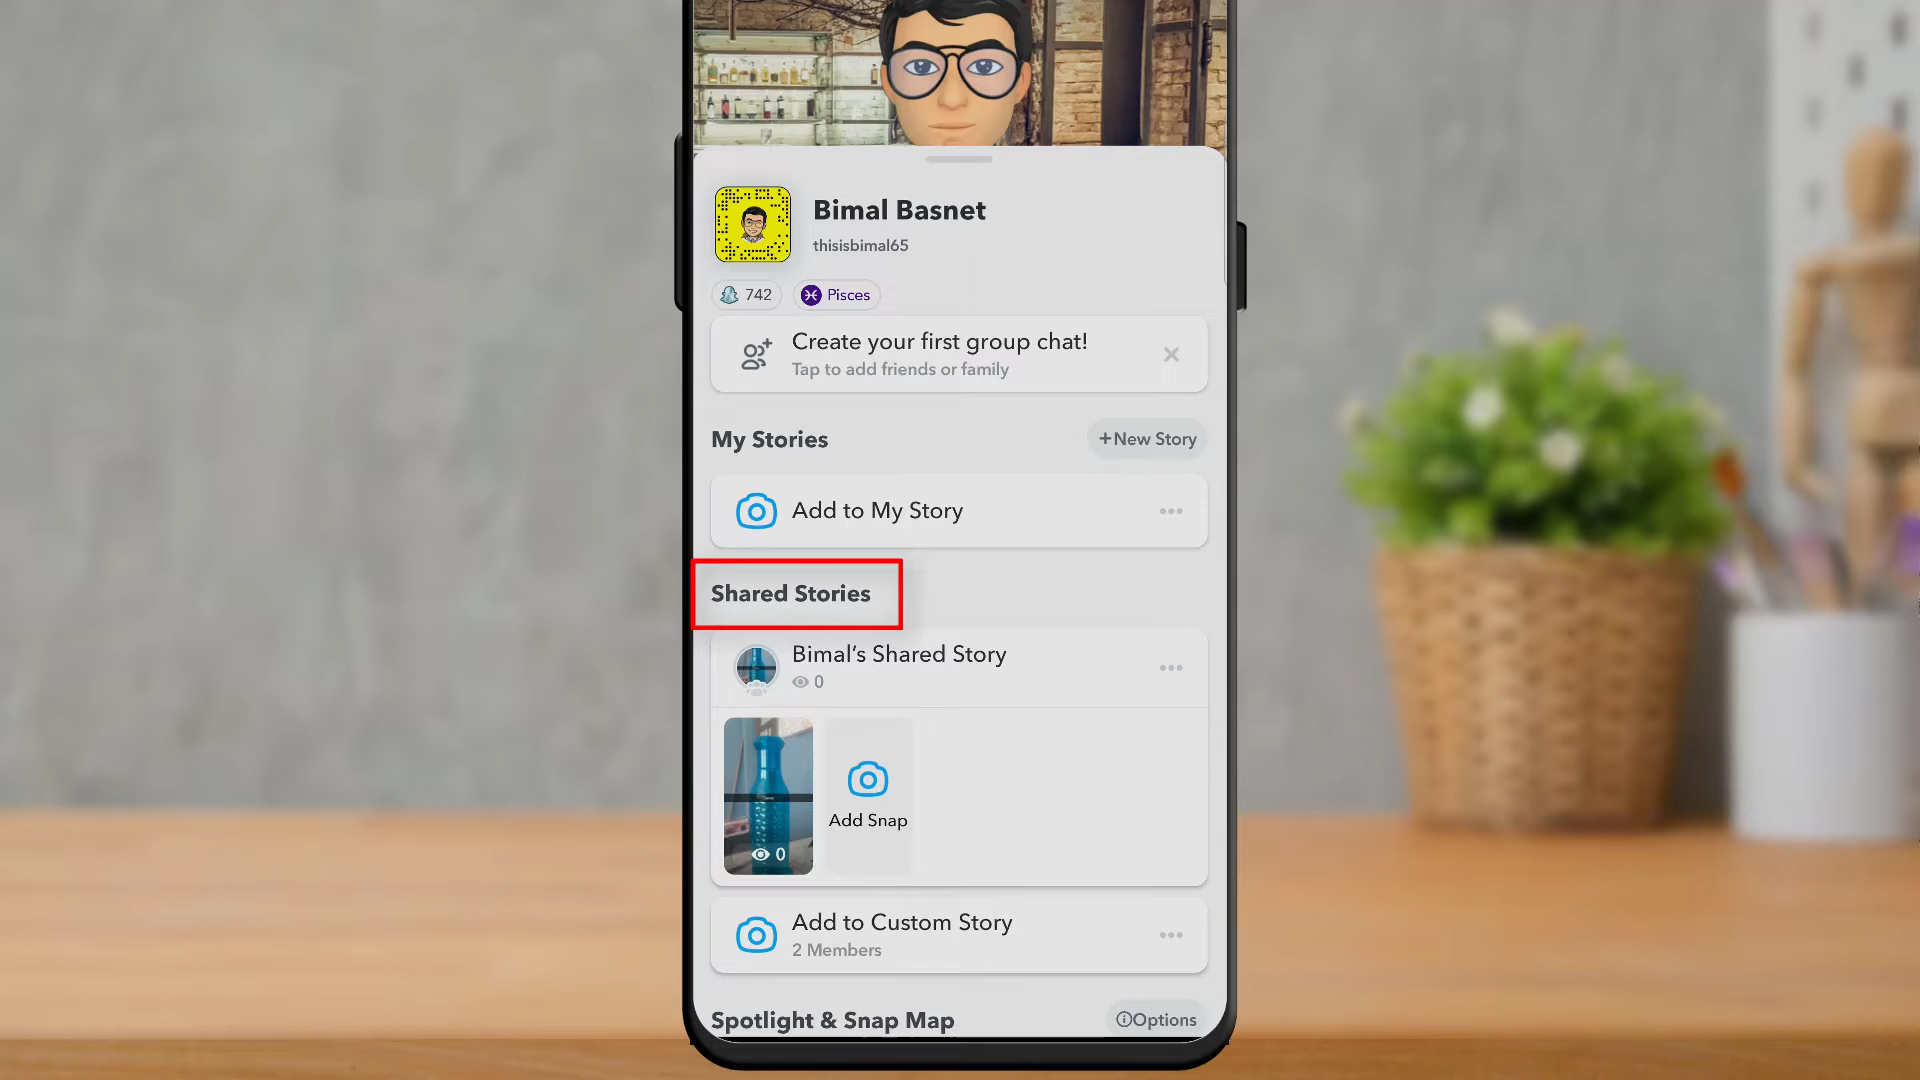 Bimal Basnet
thisisbimal65
742
Pisces
Create your first group chat!
Tap to add friends or family
My Stories
+New Story
Add to My Story
Shared Stories
Bimal’s Shared Story
0
0
Add Snap
Add to Custom Story
2 Members
Spotlight & Snap Map
Options